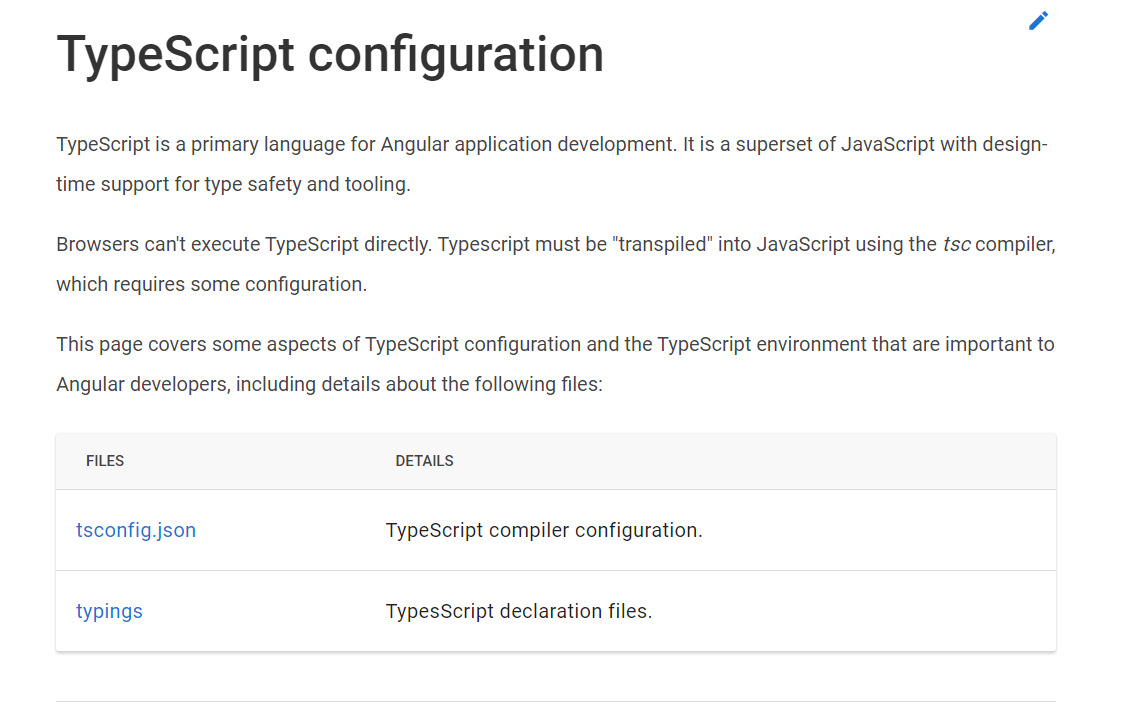 TypeScript configuration
TypeScript is a primary language for Angular application development. It is a superset of JavaScript with design-
time support for type safety and tooling.
Browsers can't execute TypeScript directly. Typescript must be "transpiled" into JavaScript using the tsc compiler,
which requires some configuration.
This page covers some aspects of TypeScript configuration and the TypeScript environment that are important to
Angular developers, including details about the following files:
FILES DETAILS
tsconfig.json TypeScript compiler configuration.
typings TypesScript declaration files.